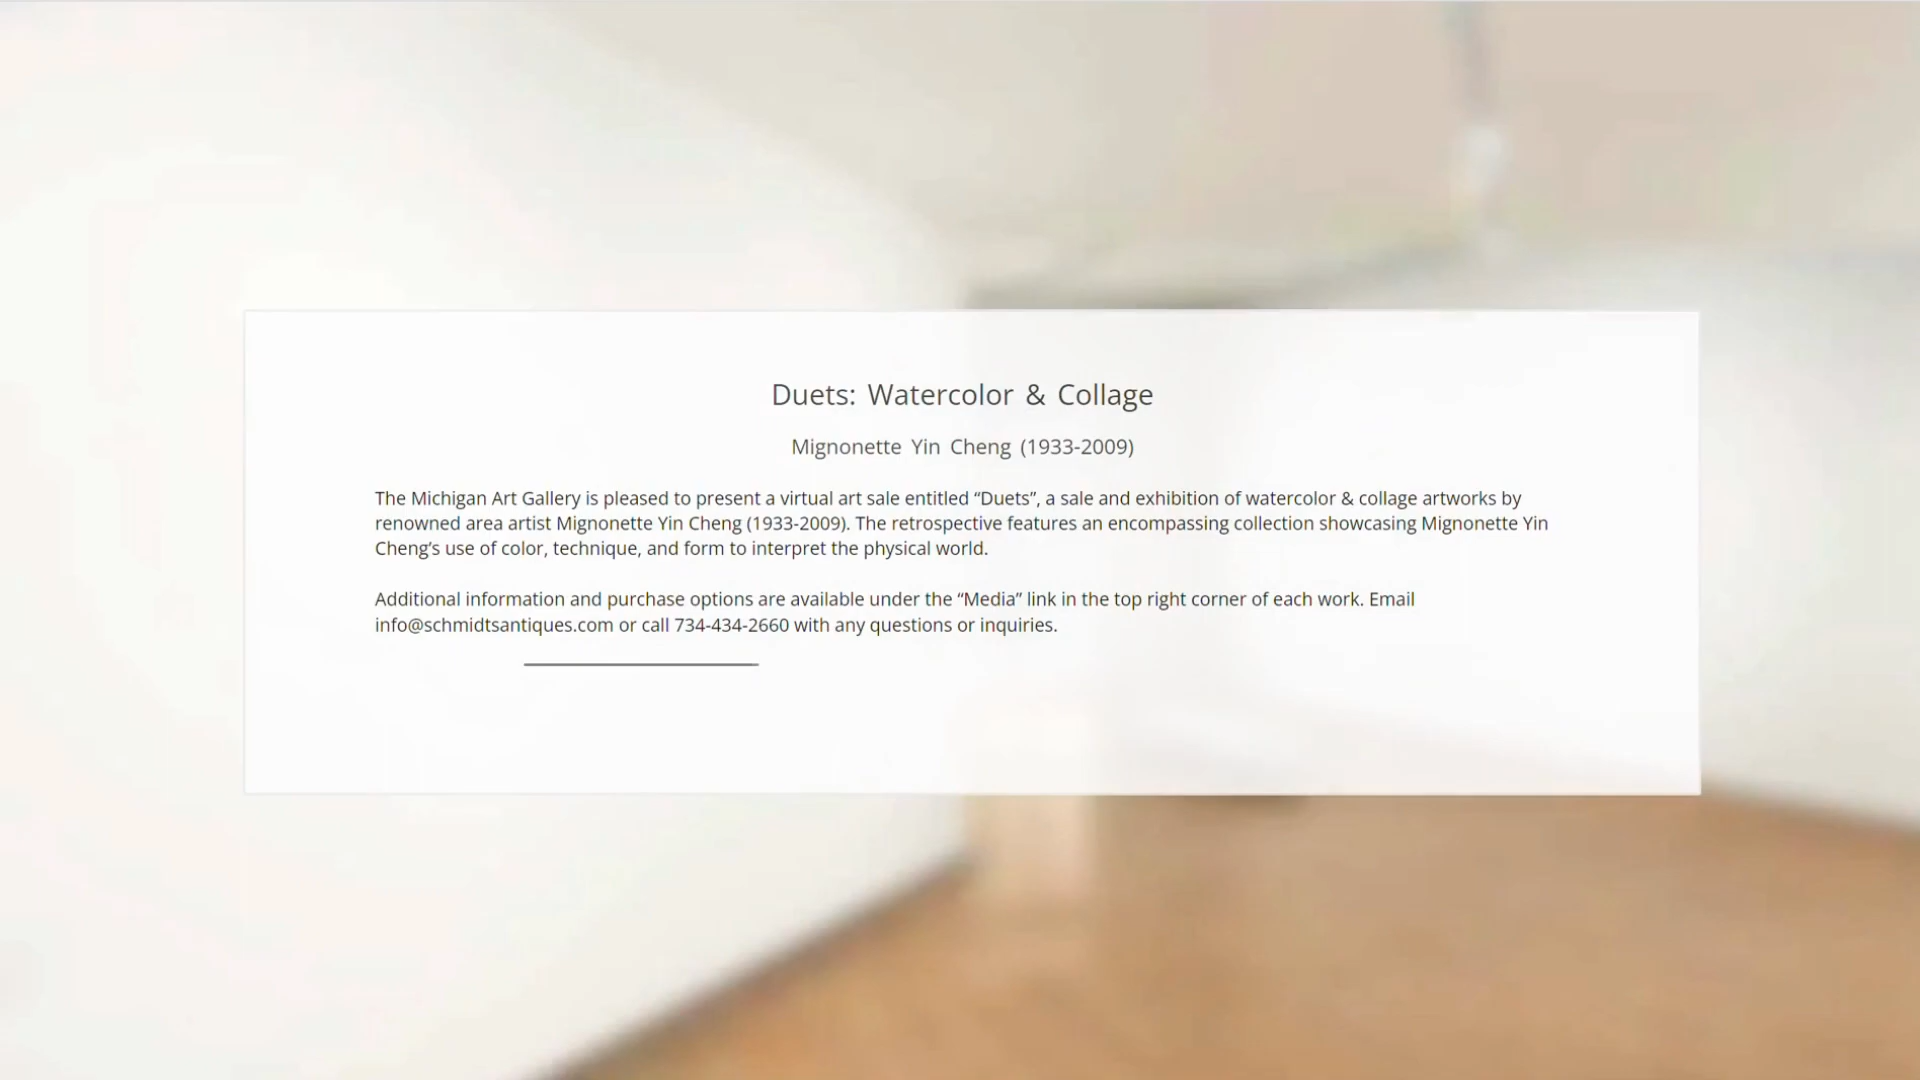 Duets: Watercolor & Collage
Mignonette Yin Cheng (1933-2009)
The Michigan Art Gallery is pleased to present a virtual art sale entitled “Duets”, a sale and exhibition of watercolor & collage artworks by
renowned area artist Mignonette Yin Cheng (1933-2009). The retrospective features an encompassing collection showcasing Mignonette Yin
Cheng’s use of color, technique, and form to interpret the physical world.
Additional information and purchase options are available under the “Media” link in the top right corner of each work. Email
info@schmidtsantiques.com or call 734-434-2660 with any questions or inquiries.